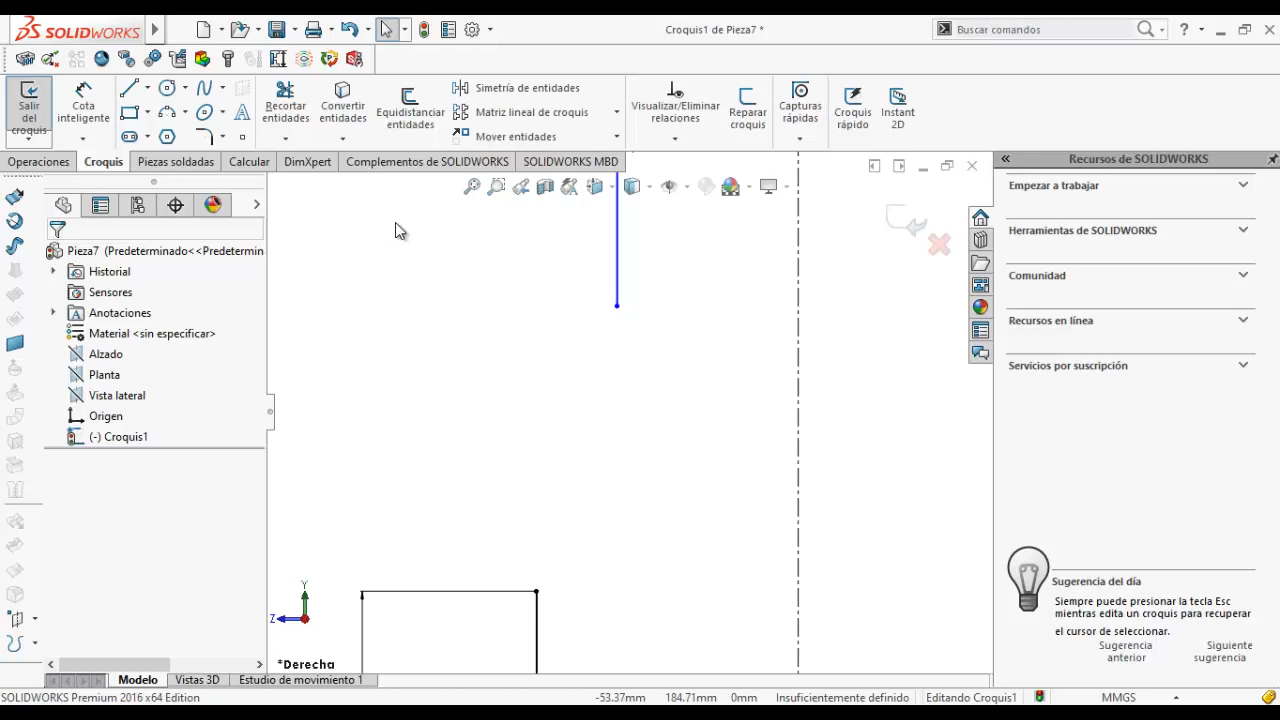 SOLIDWORKS
Croquis1 de Pieza7 *
Buscar comandos
?
Salir del croquis
Cota inteligente
Recortar entidades
Convertir entidades
Equidistanciar entidades
Simetría de entidades
Matriz lineal de croquis
Mover entidades
Visualizar/Eliminar relaciones
Reparar croquis
Capturas rápidas
Croquis rápido
Instant 2D
Operaciones
Croquis
Piezas soldadas
Calcular
DimXpert
Complementos de SOLIDWORKS
SOLIDWORKS MBD
Recursos de SOLIDWORKS
Empezar a trabajar
Herramientas de SOLIDWORKS
Comunidad
Recursos en línea
Servicios por suscripción
Pieza7 (Predeterminado<<Predetermin
Historial
Sensores
Anotaciones
Material <sin especificar>
Alzado
Planta
Vista lateral
Origen
(-) Croquis1
Y
Z
*Derecha
Sugerencia del día
Siempre puede presionar la tecla Esc
mientras edita un croquis para recuperar
el cursor de seleccionar.
Sugerencia anterior
Siguiente sugerencia
Modelo
Vistas 3D
Estudio de movimiento 1
SOLIDWORKS Premium 2016 x64 Edition
-53.37mm
184.71mm
0mm
Insuficientemente definido
Editando Croquis1
MMGS